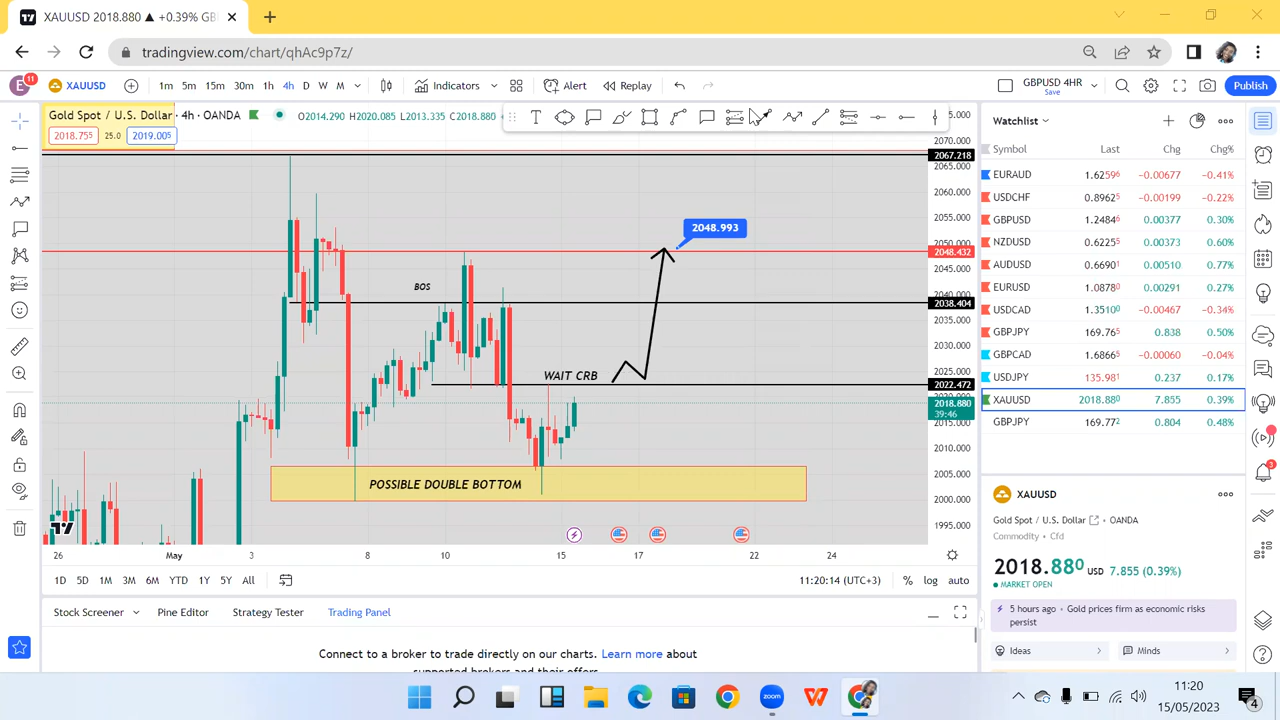 XAUUSD 2018.880 ▲ +0.39% GB
tradingview.com/chart/qhAc9p7z/
E 11 XAUUSD 1m 5m 15m 30m 1h 4h D W M Indicators Alert Replay GBPUSD 4HR Save Publish
Gold Spot / U.S. Dollar · 4h · OANDA O2014.290 H2020.085 L2013.335 C2018.880
2018.755 25.0 2019.005
2070.000
2067.218
2065.000
2060.000
2055.000
2050.000
2048.432
2045.000
2040.000
2038.404
2035.000
2030.000
2025.000
2022.472
2020.000
2018.880
39:46
2015.000
2010.000
2005.000
2000.000
1995.000
2048.993
BOS
WAIT CRB
POSSIBLE DOUBLE BOTTOM
26 May 3 8 10 15 17 22 24
1D 5D 1M 3M 6M YTD 1Y 5Y All 11:20:14 (UTC+3) % log auto
Stock Screener Pine Editor Strategy Tester Trading Panel
Connect to a broker to trade directly on our charts. Learn more about
supported brokers and their offers.
Watchlist
Symbol Last Chg Chg%
EURAUD 1.62596 −0.00677 −0.41%
USDCHF 0.89625 −0.00199 −0.22%
GBPUSD 1.24846 0.00377 0.30%
NZDUSD 0.62255 0.00373 0.60%
AUDUSD 0.66901 0.00510 0.77%
EURUSD 1.08780 0.00291 0.27%
USDCAD 1.35100 −0.00467 −0.34%
GBPJPY 169.765 0.838 0.50%
GBPCAD 1.68665 −0.00060 −0.04%
USDJPY 135.981 0.237 0.17%
XAUUSD 2018.880 7.855 0.39%
GBPJPY 169.772 0.804 0.48%
XAUUSD
Gold Spot / U.S. Dollar OANDA
Commodity Cfd
2018.880 USD 7.855 (0.39%)
MARKET OPEN
5 hours ago · Gold prices firm as economic risks
persist
Ideas Minds
3
zoom
11:20
15/05/2023
4